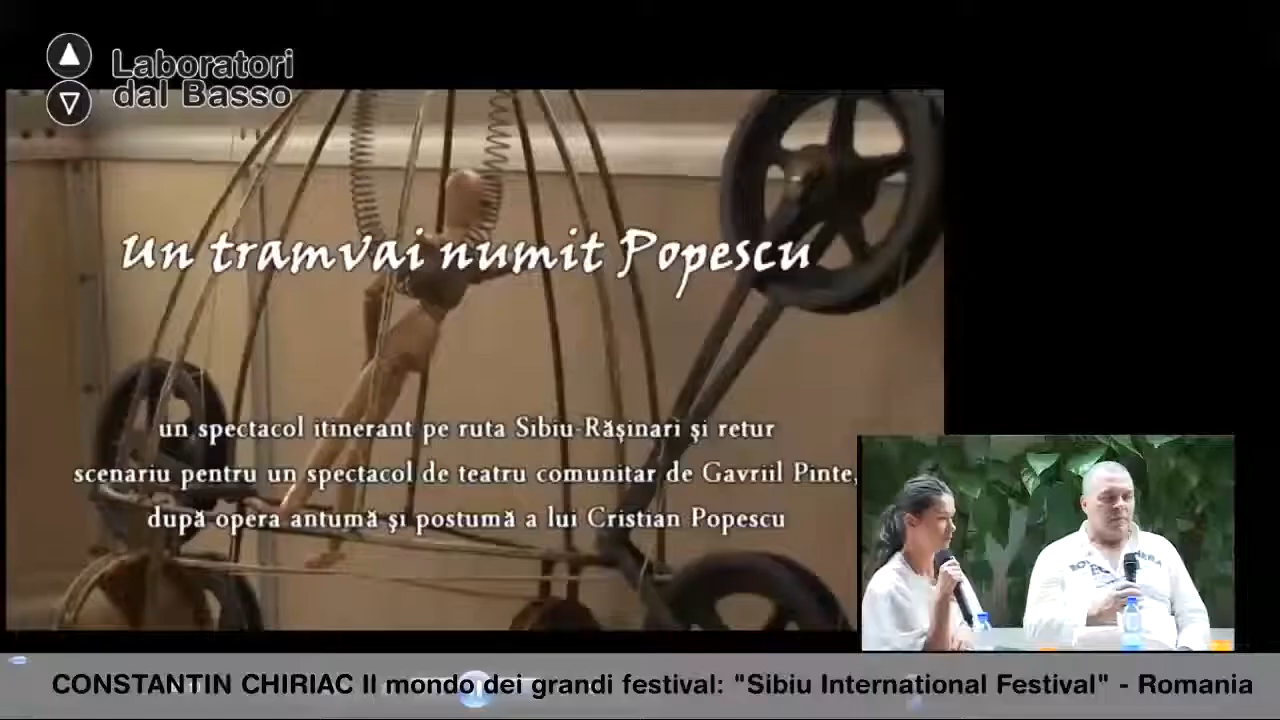 Laboratori
dal Basso
Un tramvai numit Popescu
un spectacol itinerant pe ruta Sibiu-Rășinari și retur
scenariu pentru un spectacol de teatru comunitar de Gavriil Pinte,
după opera antumă și postumă a lui Cristian Popescu
CONSTANTIN CHIRIAC Il mondo dei grandi festival: "Sibiu International Festival" - Romania